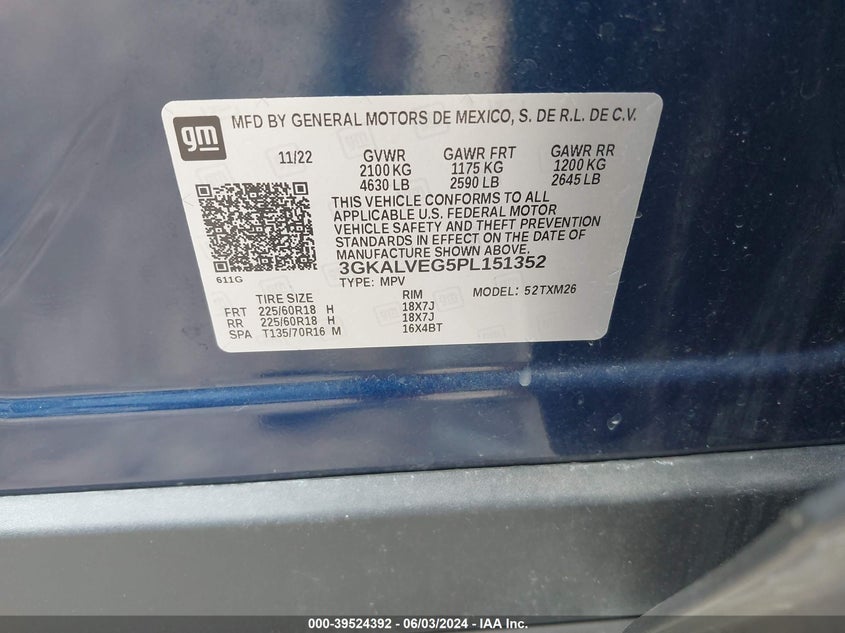 gm
MFD BY GENERAL MOTORS DE MEXICO, S. DE R.L. DE C.V.
11/22 GVWR GAWR FRT GAWR RR
2100 KG 1175 KG 1200 KG
4630 LB 2590 LB 2645 LB
THIS VEHICLE CONFORMS TO ALL
APPLICABLE U.S. FEDERAL MOTOR
VEHICLE SAFETY AND THEFT PREVENTION
STANDARDS IN EFFECT ON THE DATE OF
MANUFACTURE SHOWN ABOVE.
3GKALVEG5PL151352
611G
TYPE: MPV MODEL: 52TXM26
TIRE SIZE RIM
FRT 225/60R18 H 18X7J
RR 225/60R18 H 18X7J
SPA T135/70R16 M 16X4BT
000-39524392 - 06/03/2024 - IAA Inc.